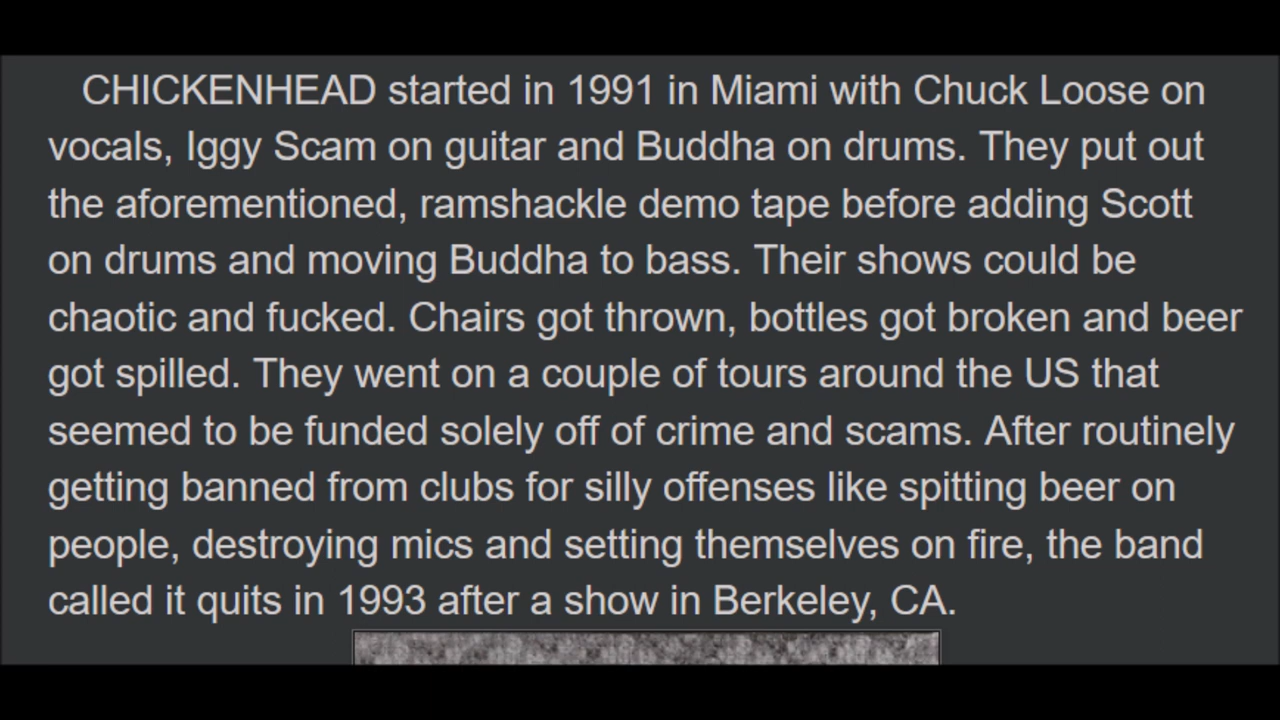 CHICKENHEAD started in 1991 in Miami with Chuck Loose on
vocals, Iggy Scam on guitar and Buddha on drums. They put out
the aforementioned, ramshackle demo tape before adding Scott
on drums and moving Buddha to bass. Their shows could be
chaotic and fucked. Chairs got thrown, bottles got broken and beer
got spilled. They went on a couple of tours around the US that
seemed to be funded solely off of crime and scams. After routinely
getting banned from clubs for silly offenses like spitting beer on
people, destroying mics and setting themselves on fire, the band
called it quits in 1993 after a show in Berkeley, CA.